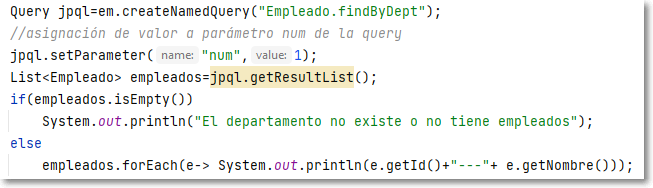 Query jpql=em.createNamedQuery("Empleado.findByDept");
//asignación de valor a parámetro num de la query
jpql.setParameter( name: "num", value: 1);
List<Empleado> empleados=jpql.getResultList();
if(empleados.isEmpty())
    System.out.println("El departamento no existe o no tiene empleados");
else
    empleados.forEach(e-> System.out.println(e.getId()+"---"+ e.getNombre()));